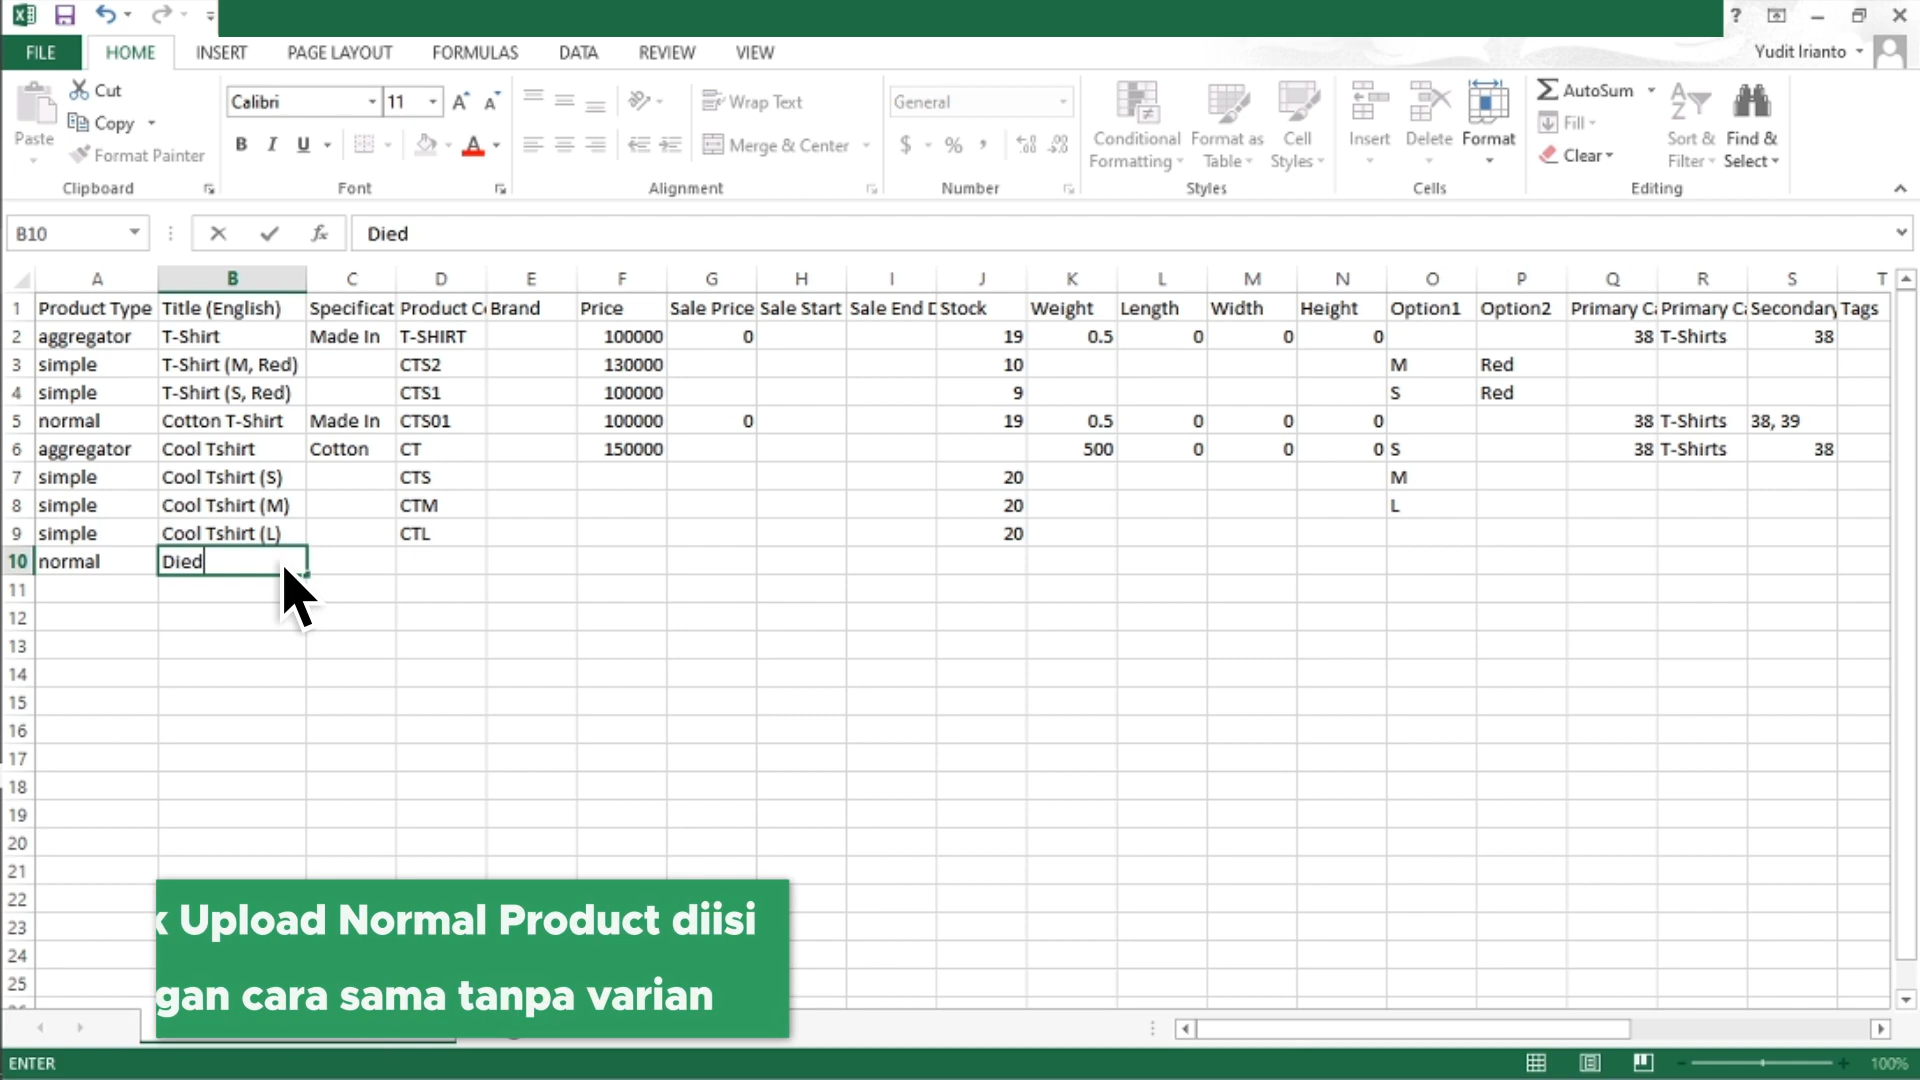 ?
FILE HOME INSERT PAGE LAYOUT FORMULAS DATA REVIEW VIEW Yudit Irianto
Paste Cut Copy Format Painter Clipboard
Calibri 11 A A B I U A Font
Wrap Text Merge & Center Alignment
General $ % , Number
Conditional Formatting Format as Table Cell Styles Styles
Insert Delete Format Cells
AutoSum Fill Clear Sort & Filter Find & Select Editing
B10 fx Died
A B C D E F G H I J K L M N O P Q R S T
1 Product Type Title (English) Specificat Product C Brand Price Sale Price Sale Start Sale End D Stock Weight Length Width Height Option1 Option2 Primary Ca Primary Ca Secondary Tags
2 aggregator T-Shirt Made In T-SHIRT 100000 0 19 0.5 0 0 0 38 T-Shirts 38
3 simple T-Shirt (M, Red) CTS2 130000 10 M Red
4 simple T-Shirt (S, Red) CTS1 100000 9 S Red
5 normal Cotton T-Shirt Made In CTS01 100000 0 19 0.5 0 0 0 38 T-Shirts 38, 39
6 aggregator Cool Tshirt Cotton CT 150000 500 0 0 0 S 38 T-Shirts 38
7 simple Cool Tshirt (S) CTS 20 M
8 simple Cool Tshirt (M) CTM 20 L
9 simple Cool Tshirt (L) CTL 20
10 normal Died
11
12
13
14
15
16
17
18
19
20
21
22
23
24
25
k Upload Normal Product diisi
gan cara sama tanpa varian
ENTER 100%